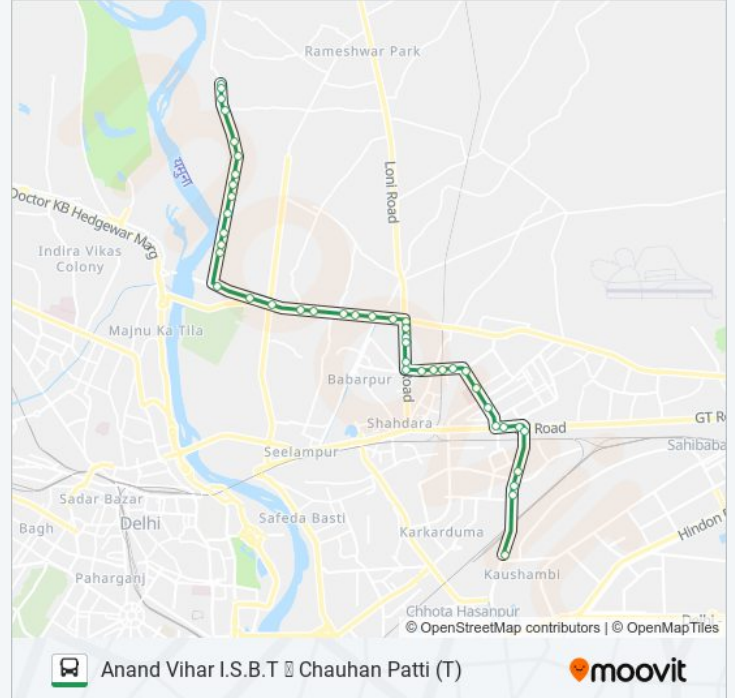 Rameshwar Park
यमुना
Loni Road
Doctor KB Hedgewar Marg
Indira Vikas
Colony
Majnu Ka Tila
Babarpur
Road
Shahdara
Road
GT R
Sahibaba
Seelampur
Sadar Bazar
Delhi
Safeda Basti
Bagh
Karkarduma
Hindon
Paharganj
Kaushambi
Chhota Hasanpur
© OpenStreetMap contributors | © OpenMapTiles
Anand Vihar I.S.B.T ▯ Chauhan Patti (T)
moovit